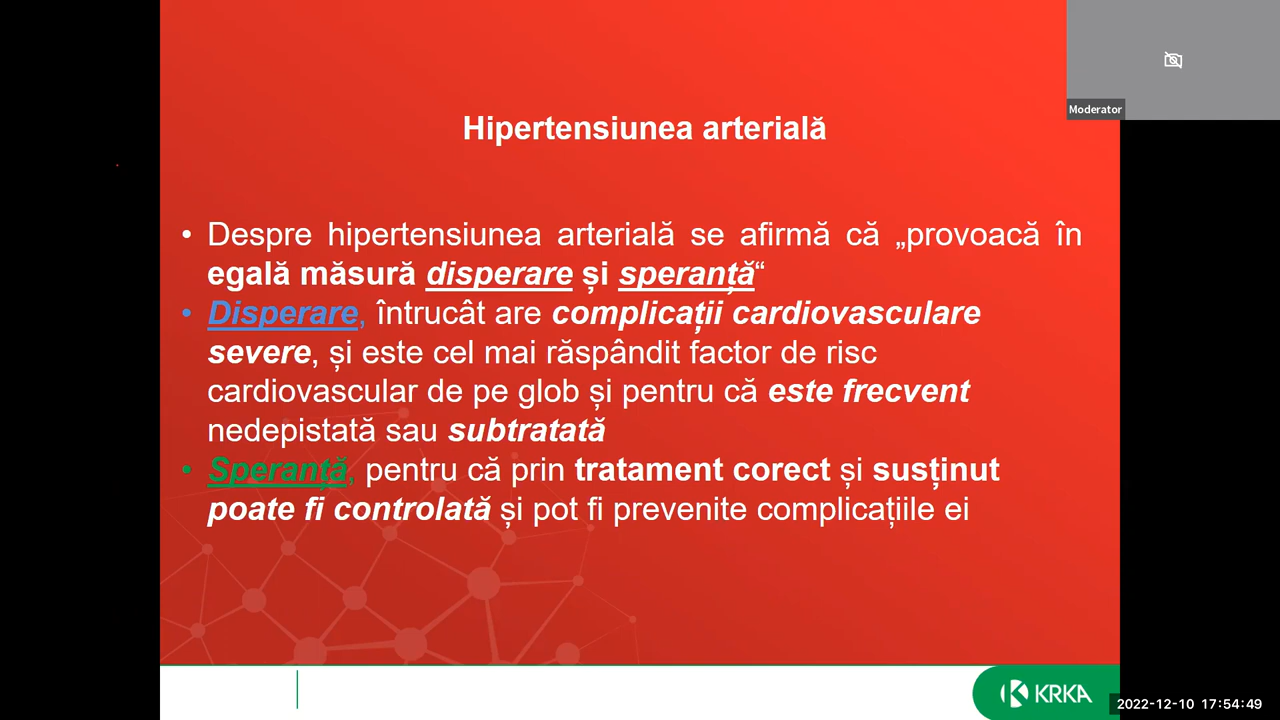 Moderator
Hipertensiunea arterială
• Despre hipertensiunea arterială se afirmă că „provoacă în
egală măsură disperare și speranță“
• Disperare, întrucât are complicații cardiovasculare
severe, și este cel mai răspândit factor de risc
cardiovascular de pe glob și pentru că este frecvent
nedepistată sau subtratată
• Speranță, pentru că prin tratament corect și susținut
poate fi controlată și pot fi prevenite complicațiile ei
KRKA
2022-12-10 17:54:49